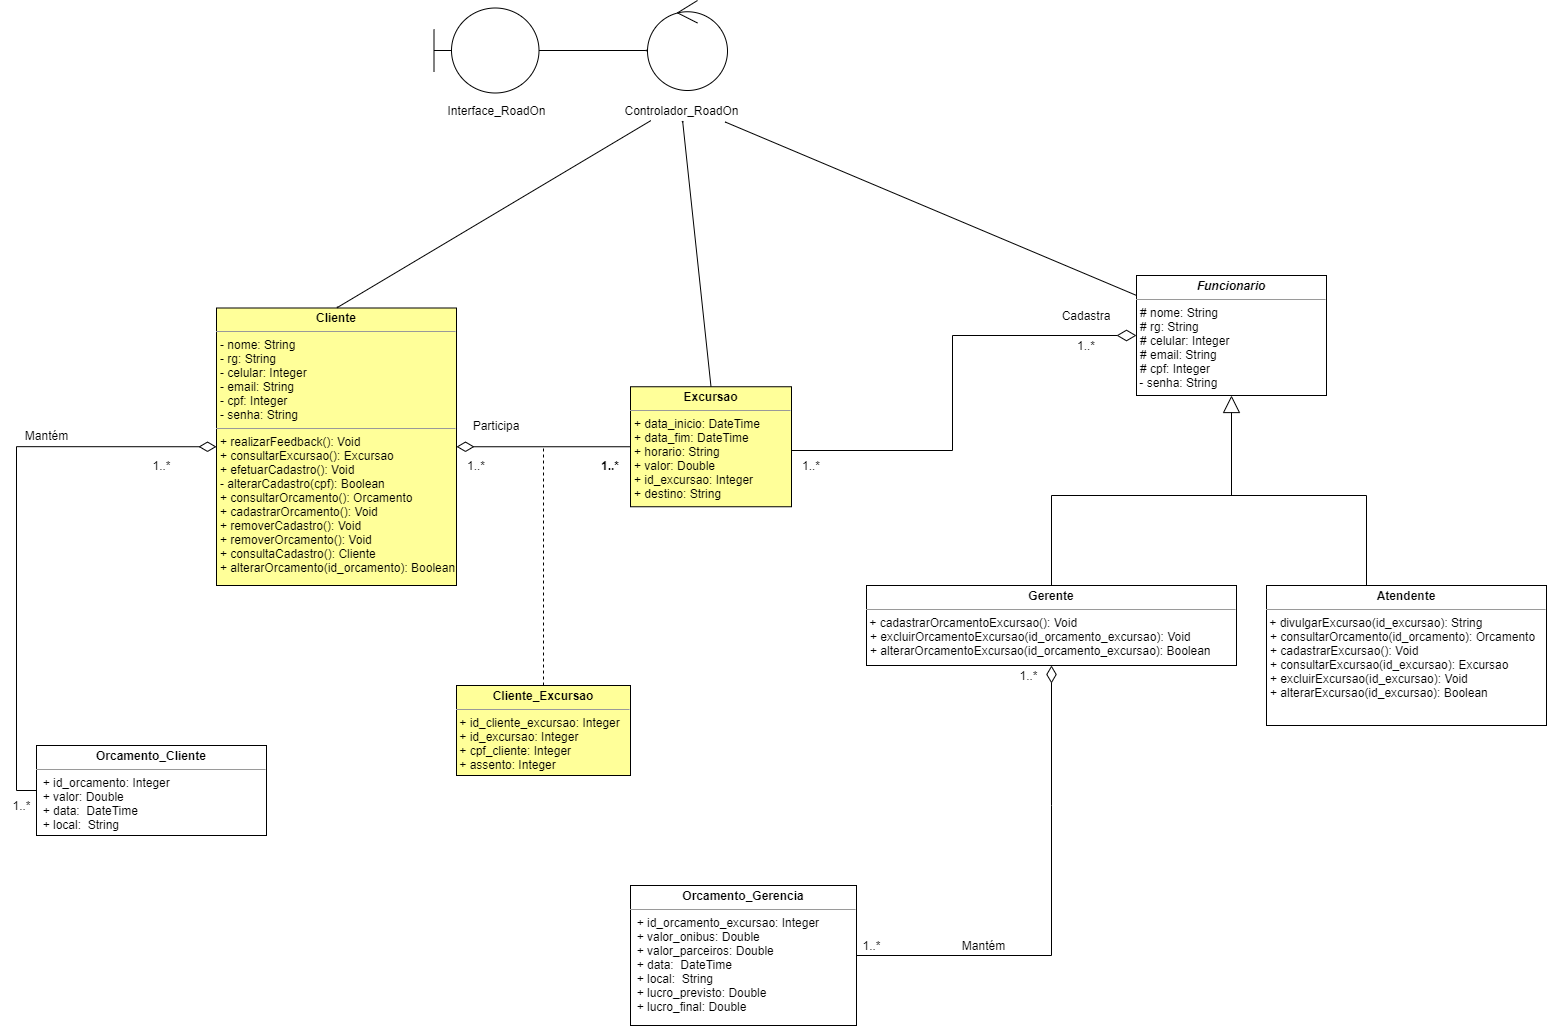 Interface_RoadOn
Controlador_RoadOn
Funcionario
# nome: String
# rg: String
# celular: Integer
# email: String
# cpf: Integer
- senha: String
Cadastra
1..*
Cliente
- nome: String
- rg: String
- celular: Integer
- email: String
- cpf: Integer
- senha: String
+ realizarFeedback(): Void
+ consultarExcursao(): Excursao
+ efetuarCadastro(): Void
- alterarCadastro(cpf): Boolean
+ consultarOrcamento(): Orcamento
+ cadastrarOrcamento(): Void
+ removerCadastro(): Void
+ removerOrcamento(): Void
+ consultaCadastro(): Cliente
+ alterarOrcamento(id_orcamento): Boolean
Mantém
1..*
Participa
1..*
1..*
Excursao
+ data_inicio: DateTime
+ data_fim: DateTime
+ horario: String
+ valor: Double
+ id_excursao: Integer
+ destino: String
1..*
Gerente
+ cadastrarOrcamentoExcursao(): Void
+ excluirOrcamentoExcursao(id_orcamento_excursao): Void
+ alterarOrcamentoExcursao(id_orcamento_excursao): Boolean
1..*
Atendente
+ divulgarExcursao(id_excursao): String
+ consultarOrcamento(id_orcamento): Orcamento
+ cadastrarExcursao(): Void
+ consultarExcursao(id_excursao): Excursao
+ excluirExcursao(id_excursao): Void
+ alterarExcursao(id_excursao): Boolean
Cliente_Excursao
+ id_cliente_excursao: Integer
+ id_excursao: Integer
+ cpf_cliente: Integer
+ assento: Integer
Orcamento_Cliente
+ id_orcamento: Integer
+ valor: Double
+ data: DateTime
+ local: String
1..*
Orcamento_Gerencia
+ id_orcamento_excursao: Integer
+ valor_onibus: Double
+ valor_parceiros: Double
+ data: DateTime
+ local: String
+ lucro_previsto: Double
+ lucro_final: Double
1..*
Mantém